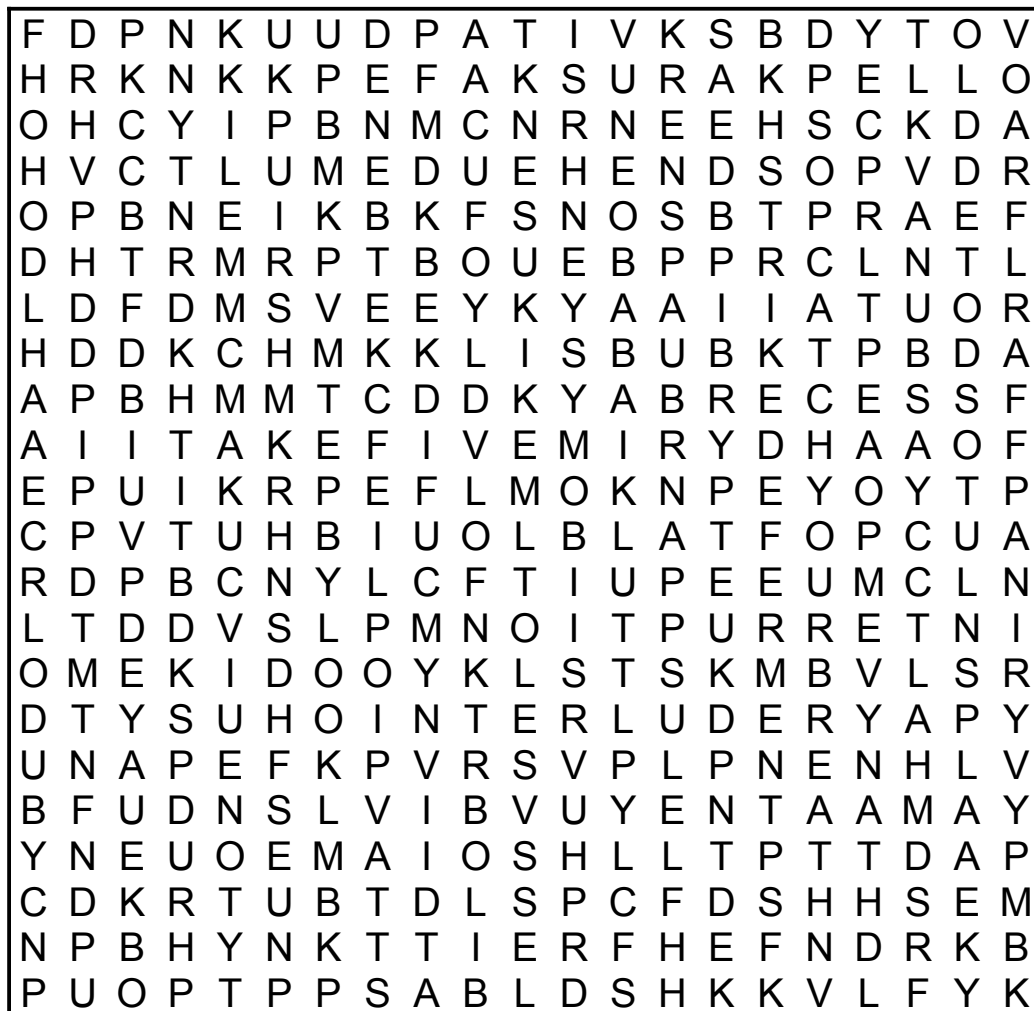 F D P N K U U D P A T I V K S B D Y T O V
H R K N K K P E F A K S U R A K P E L L O
O H C Y I P B N M C N R N E E H S C K D A
H V C T L U M E D U E H E N D S O P V D R
O P B N E I K B K F S N O S B T P R A E F
D H T R M R P T B O U E B P P R C L N T L
L D F D M S V E E Y K Y A A I I A T U O R
H D D K C H M K K L I S B U B K T P B D A
A P B H M M T C D D K Y A B R E C E S S F
A I I T A K E F I V E M I R Y D H A A O F
E P U I K R P E F L M O K N P E Y O Y T P
C P V T U H B I U O L B L A T F O P C U A
R D P B C N Y L C F T I U P E E U M C L N
L T D D V S L P M N O I T P U R R E T N I
O M E K I D O O Y K L S T S K M B V L S R
D T Y S U H O I N T E R L U D E R Y A P Y
U N A P E F K P V R S V P L P N E N H L V
B F U D N S L V I B V U Y E N T A A M A Y
Y N E U O E M A I O S H L L T P T T D A P
C D K R T U B T D L S P C F D S H H S E M
N P B H Y N K T T I E R F H E F N D R K B
P U O P T P P S A B L D S H K K V L F Y K